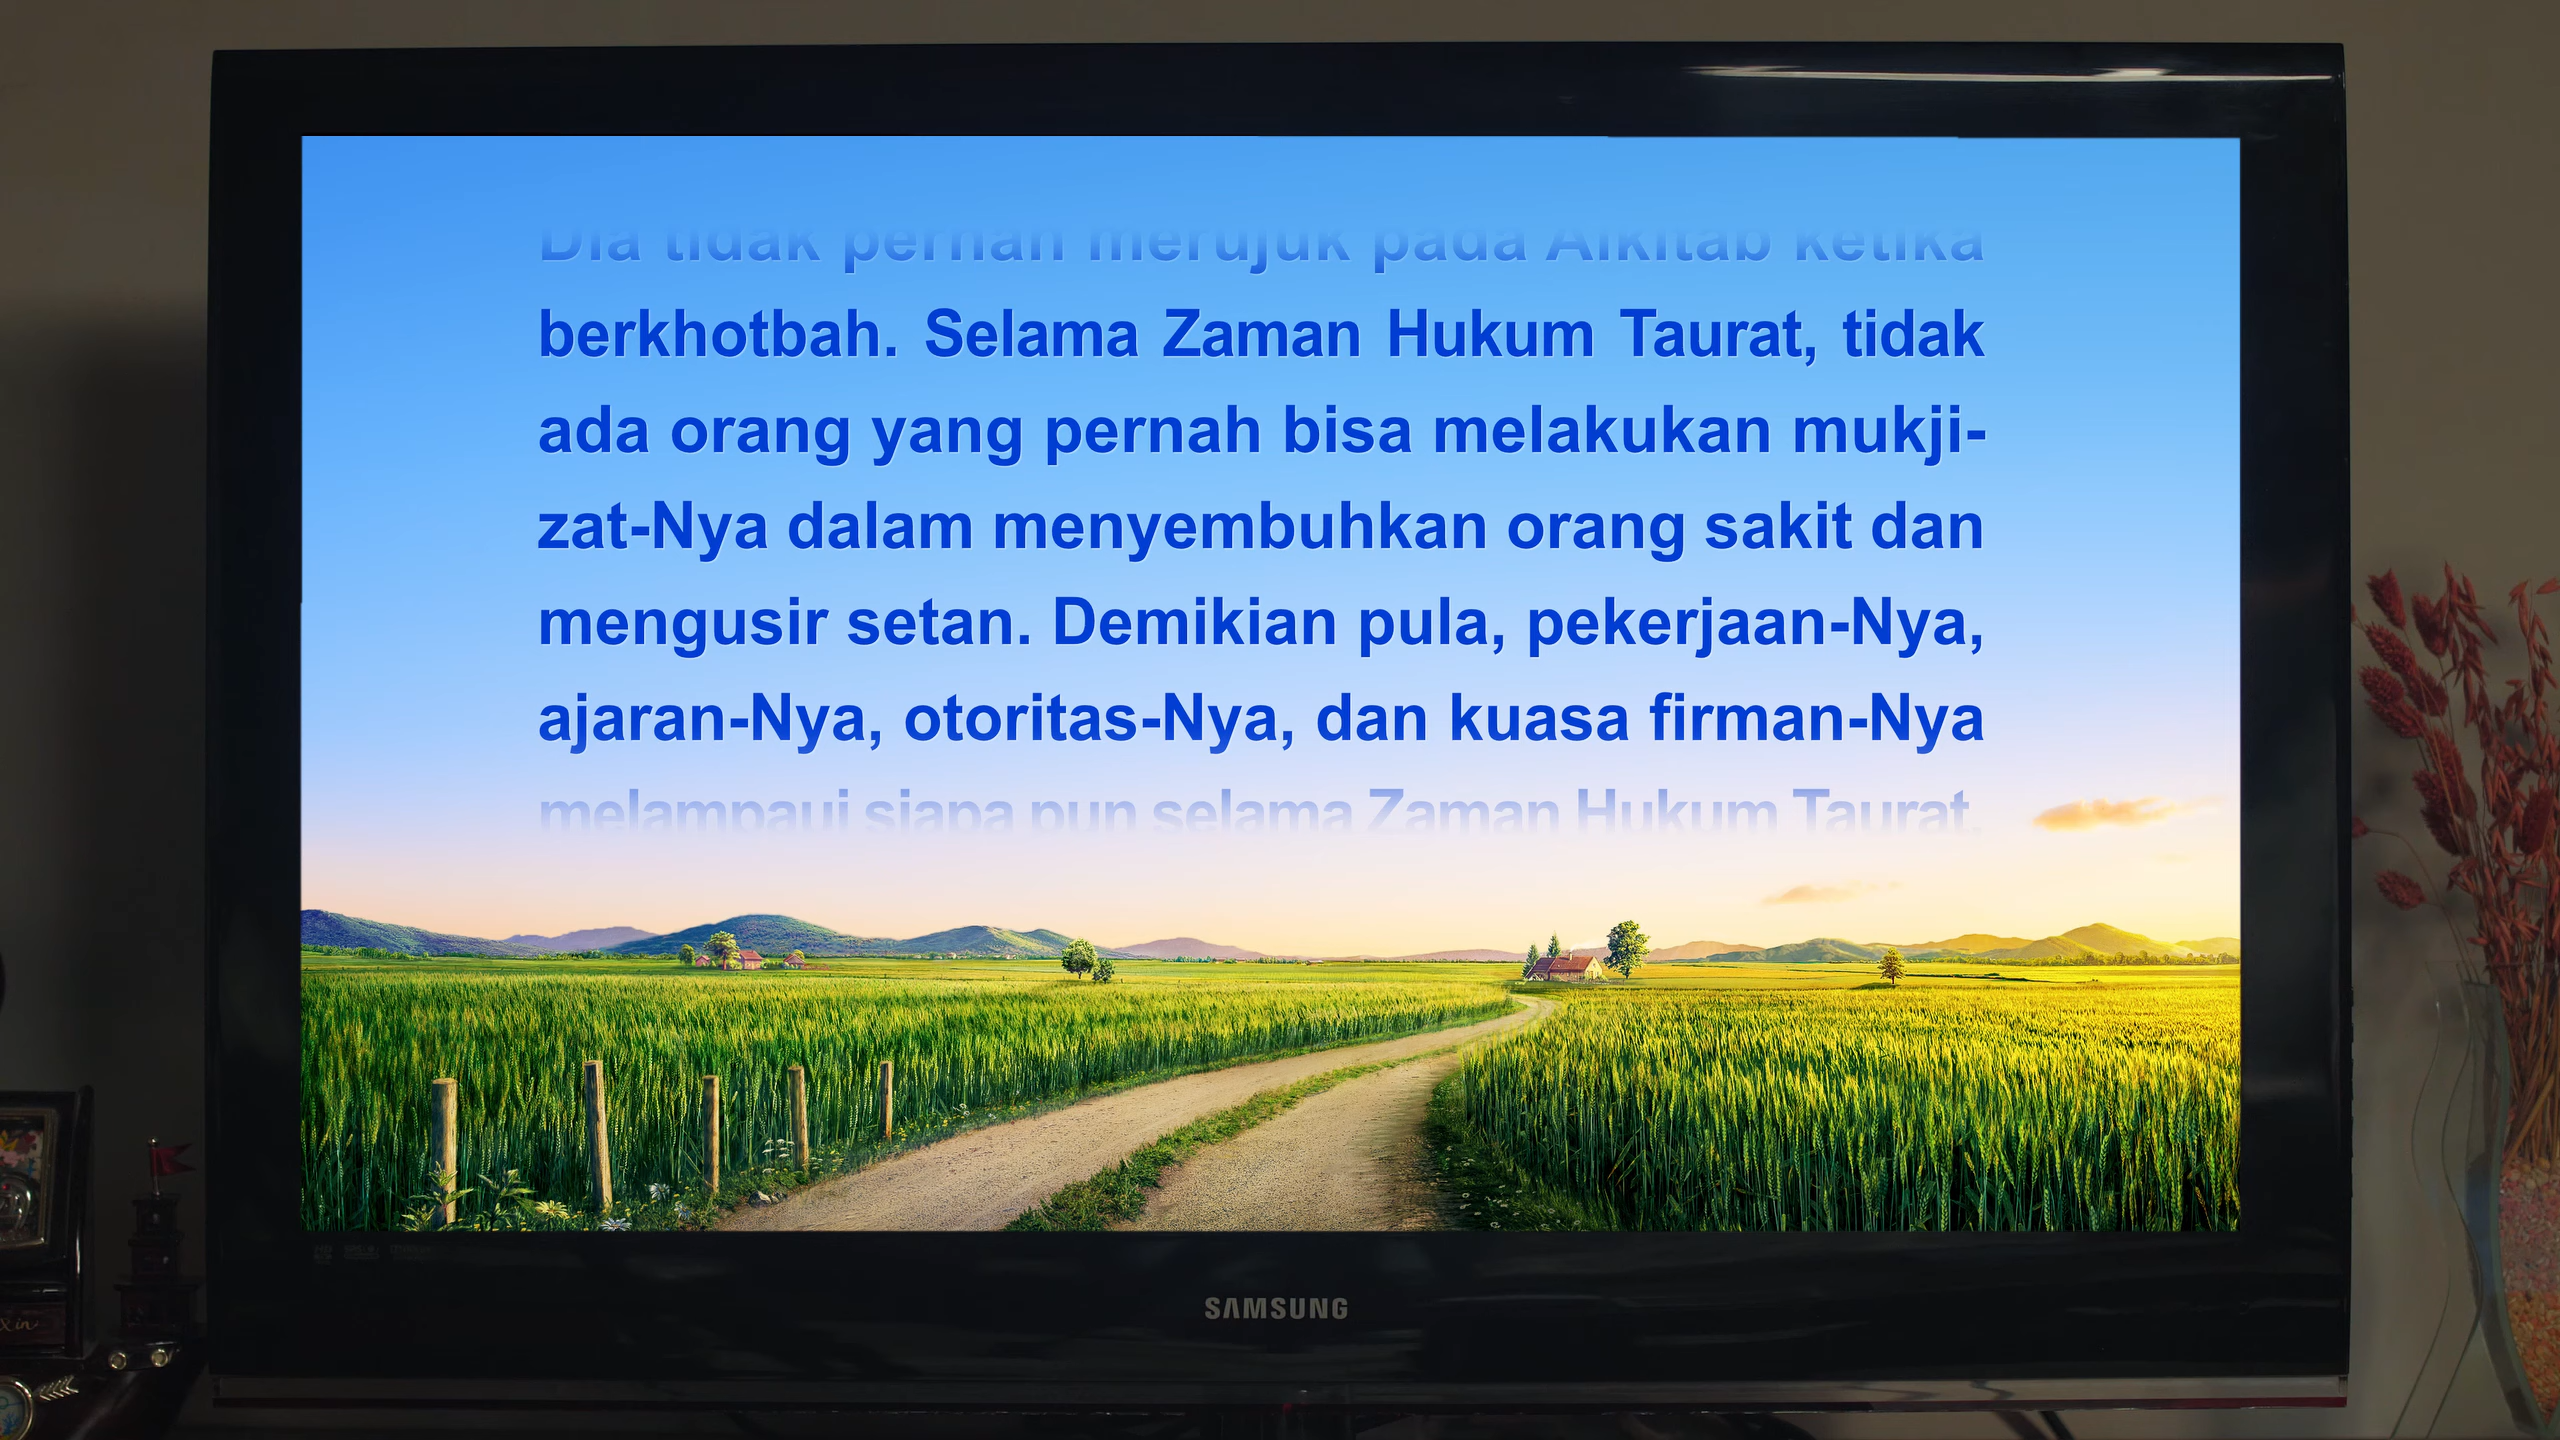 Dia tidak pernah merujuk pada Alkitab ketika
berkhotbah. Selama Zaman Hukum Taurat, tidak
ada orang yang pernah bisa melakukan mukji-
zat-Nya dalam menyembuhkan orang sakit dan
mengusir setan. Demikian pula, pekerjaan-Nya,
ajaran-Nya, otoritas-Nya, dan kuasa firman-Nya
melampaui siapa pun selama Zaman Hukum Taurat.
SAMSUNG